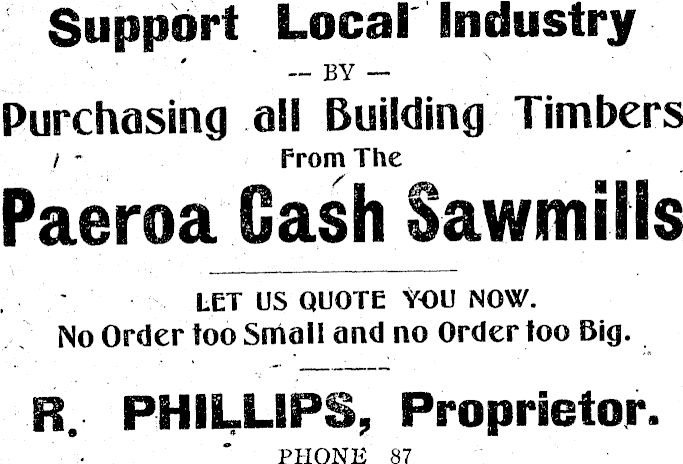 Support Local Industry
-- BY —
Purchasing all Building Timbers
From The
Paeroa Cash Sawmills
LET US QUOTE YOU NOW.
No Order too Small and no Order too Big.
R. PHILLIPS, Proprietor.
PHONE 87